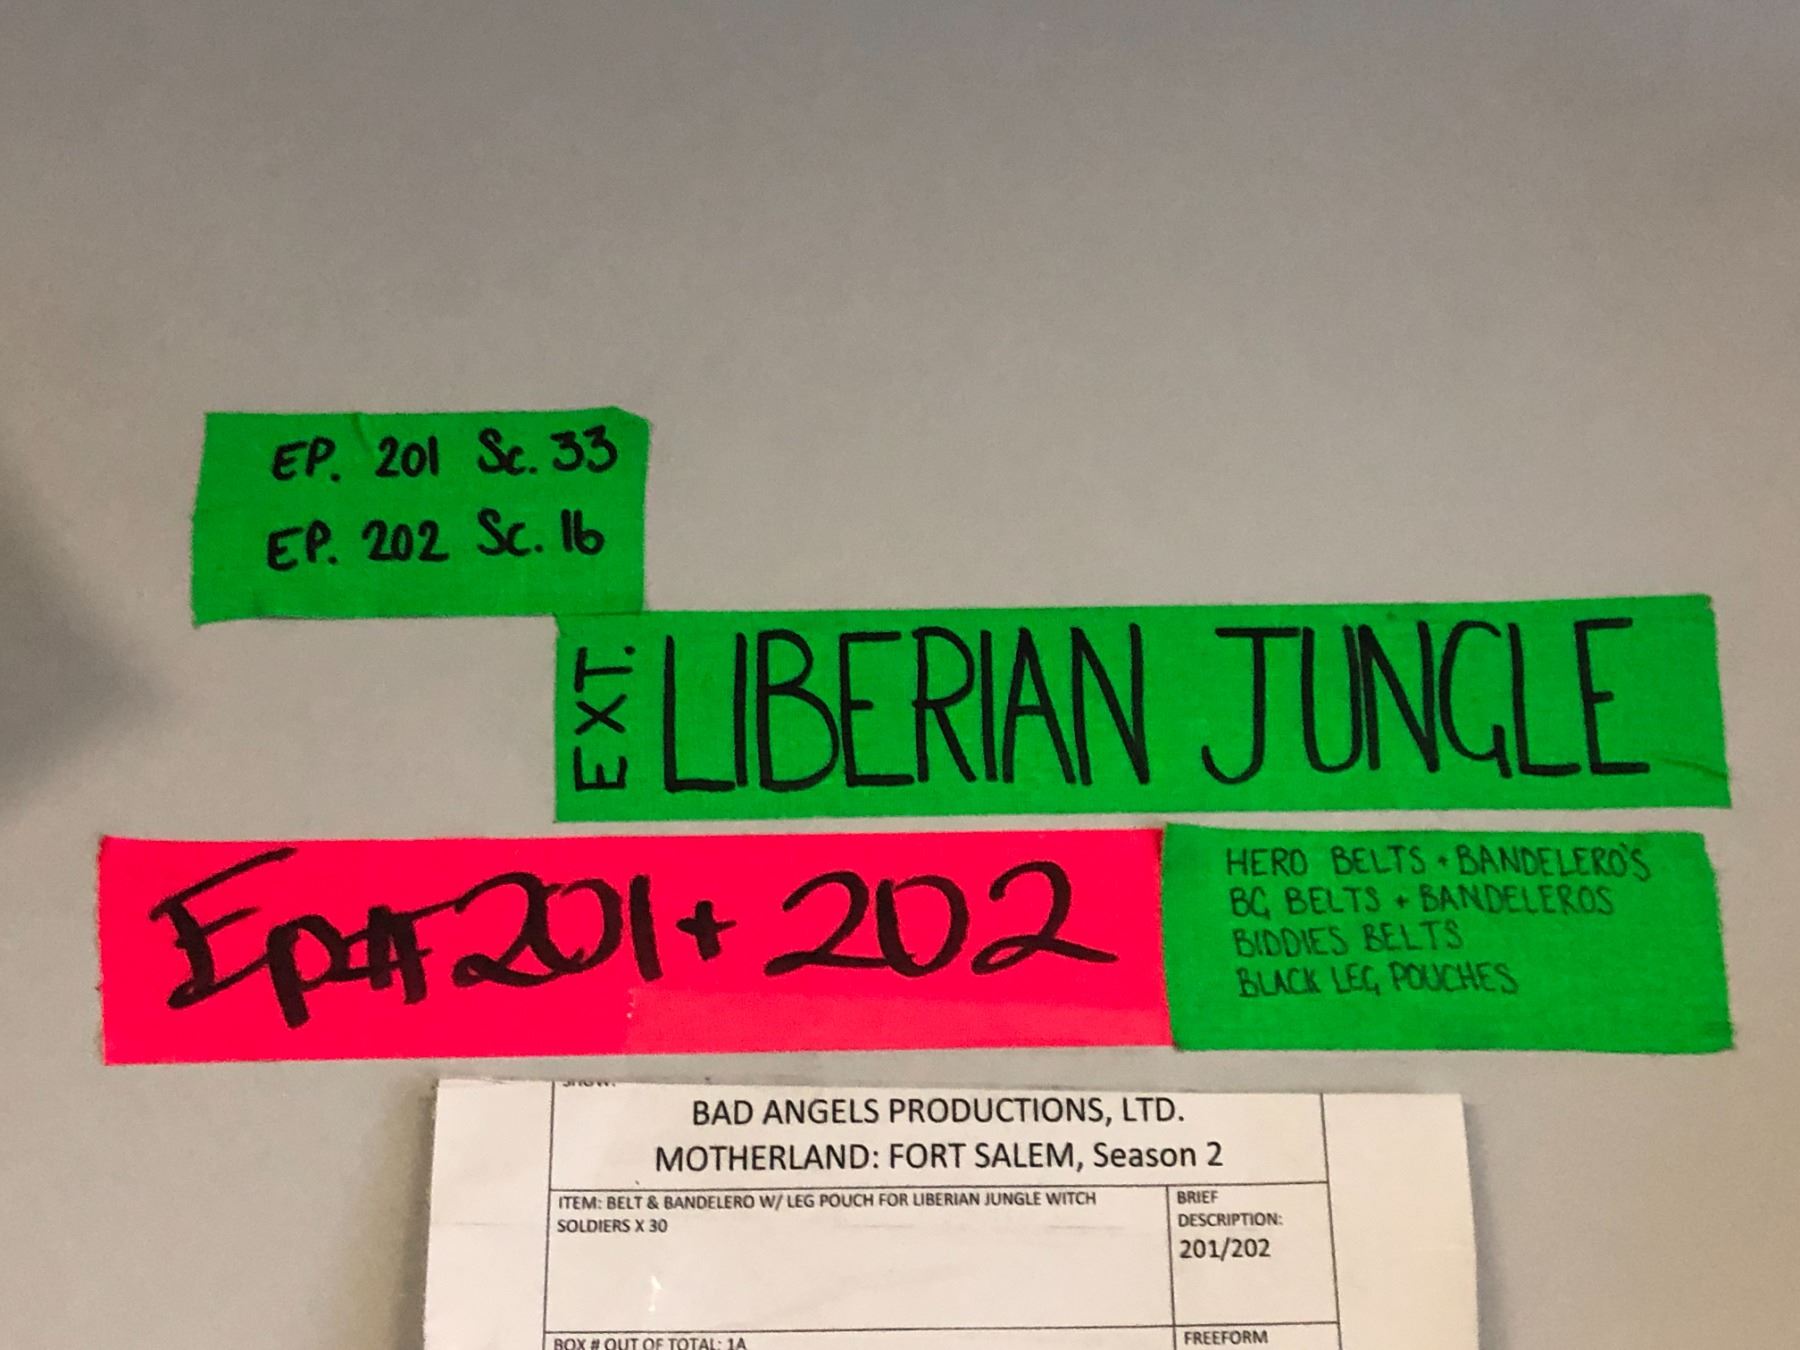 EP. 201 Sc. 33
EP. 202 Sc. 16
EXT. LIBERIAN JUNGLE
Ep# 201 + 202
HERO BELTS + BANDELERO'S
BG BELTS + BANDELEROS
BIDDIES BELTS
BLACK LEG POUCHES
SHOW:
BAD ANGELS PRODUCTIONS, LTD.
MOTHERLAND: FORT SALEM, Season 2
ITEM: BELT & BANDELERO W/ LEG POUCH FOR LIBERIAN JUNGLE WITCH
SOLDIERS X 30
BRIEF
DESCRIPTION:
201/202
BOX # OUT OF TOTAL: 1A
FREEFORM